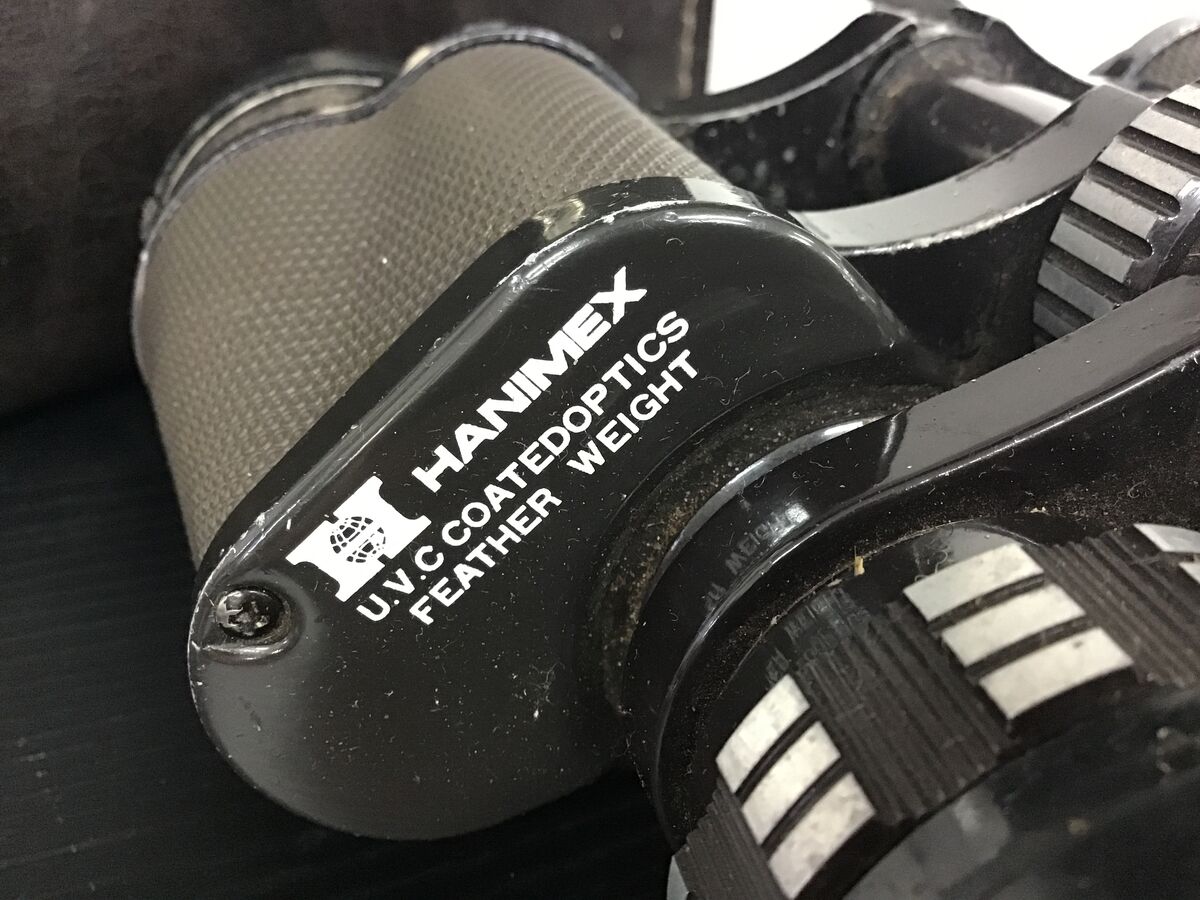 HANIMEX
H
U.V.C COATEDOPTICS
FEATHER WEIGHT